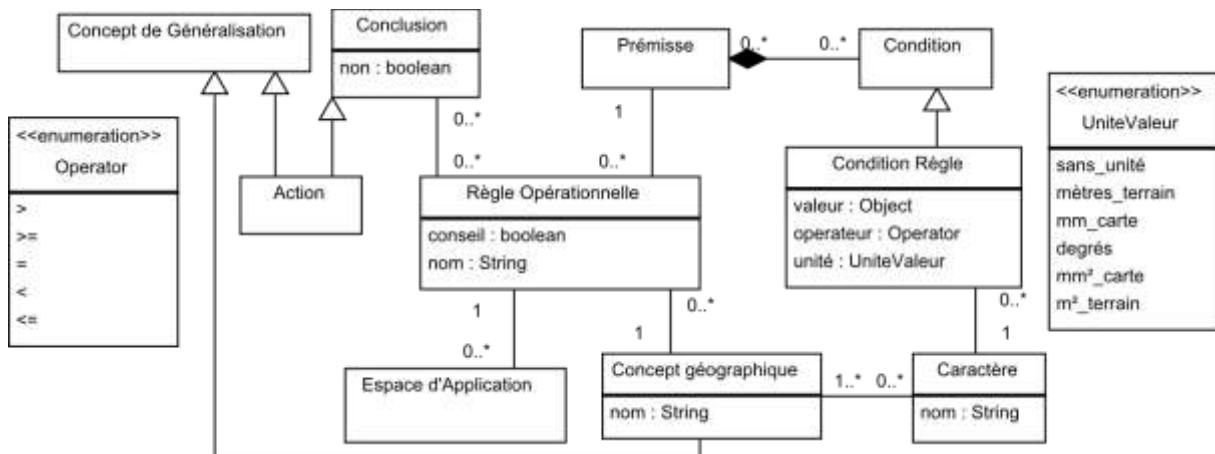 Concept de Généralisation
Conclusion
non : boolean
Prémisse
0..*
0..*
Condition
<<enumeration>>
Operator
>
>=
=
<
<=
<<enumeration>>
UniteValeur
sans_unité
mètres_terrain
mm_carte
degrés
mm²_carte
m²_terrain
0..*
0..*
1
0..*
Action
Règle Opérationnelle
conseil : boolean
nom : String
Condition Règle
valeur : Object
operateur : Operator
unité : UniteValeur
1
0..*
0..*
1
0..*
1
Espace d'Application
Concept géographique
nom : String
1..*
0..*
Caractère
nom : String